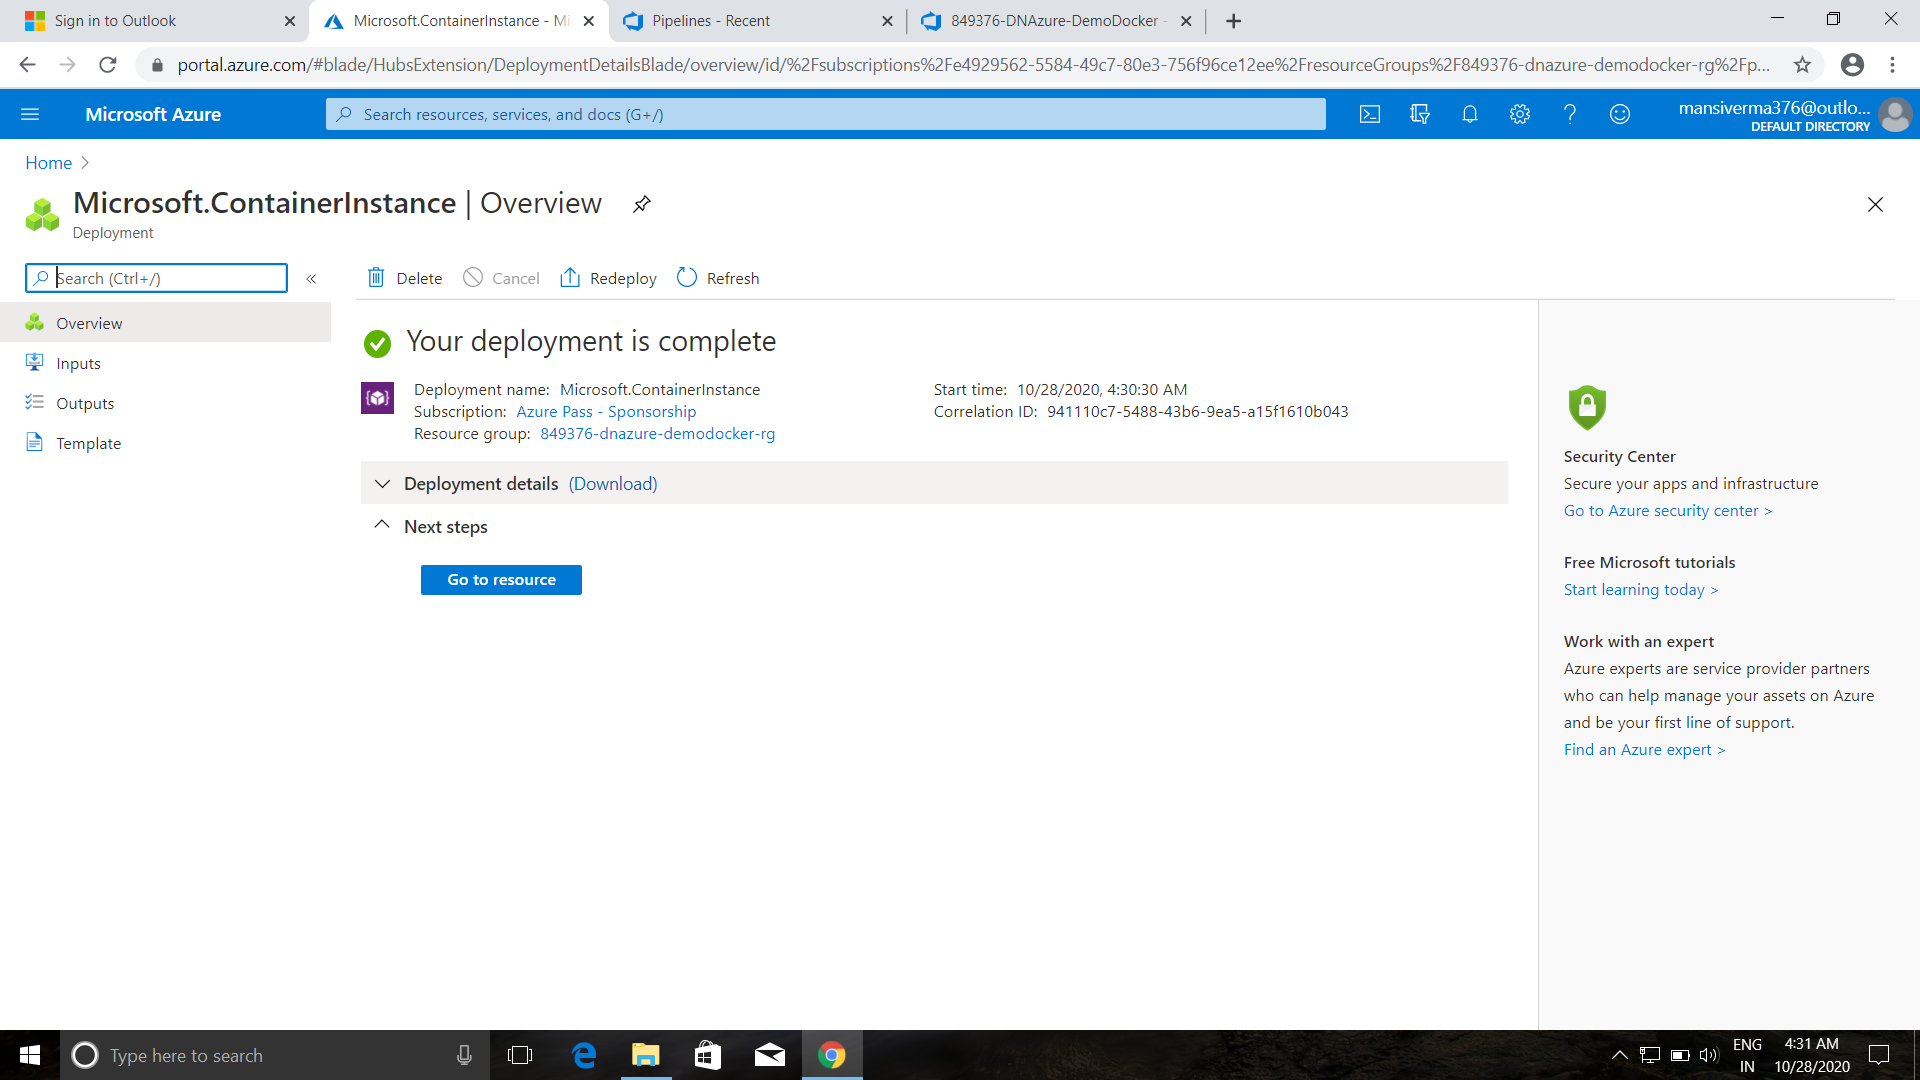 Sign in to Outlook
Microsoft.ContainerInstance - Mi
Pipelines - Recent
849376-DNAzure-DemoDocker -
portal.azure.com/#blade/HubsExtension/DeploymentDetailsBlade/overview/id/%2Fsubscriptions%2Fe4929562-5584-49c7-80e3-756f96ce12ee%2FresourceGroups%2F849376-dnazure-demodocker-rg%2Fp...
Microsoft Azure
Search resources, services, and docs (G+/)
mansiverma376@outlo...
DEFAULT DIRECTORY
Home
Microsoft.ContainerInstance | Overview
Deployment
Search (Ctrl+/)
«
Delete
Cancel
Redeploy
Refresh
Overview
Inputs
Outputs
Template
Your deployment is complete
Deployment name: Microsoft.ContainerInstance
Subscription: Azure Pass - Sponsorship
Resource group: 849376-dnazure-demodocker-rg
Start time: 10/28/2020, 4:30:30 AM
Correlation ID: 941110c7-5488-43b6-9ea5-a15f1610b043
Deployment details (Download)
Next steps
Go to resource
Security Center
Secure your apps and infrastructure
Go to Azure security center >
Free Microsoft tutorials
Start learning today >
Work with an expert
Azure experts are service provider partners
who can help manage your assets on Azure
and be your first line of support.
Find an Azure expert >
Type here to search
ENG
IN
4:31 AM
10/28/2020